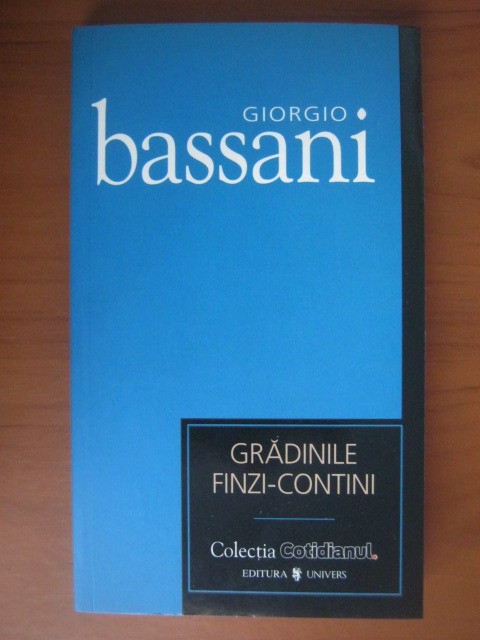 GIORGIO
bassani
GRĂDINILE
FINZI-CONTINI
Colecția Cotidianul.
EDITURA UNIVERS